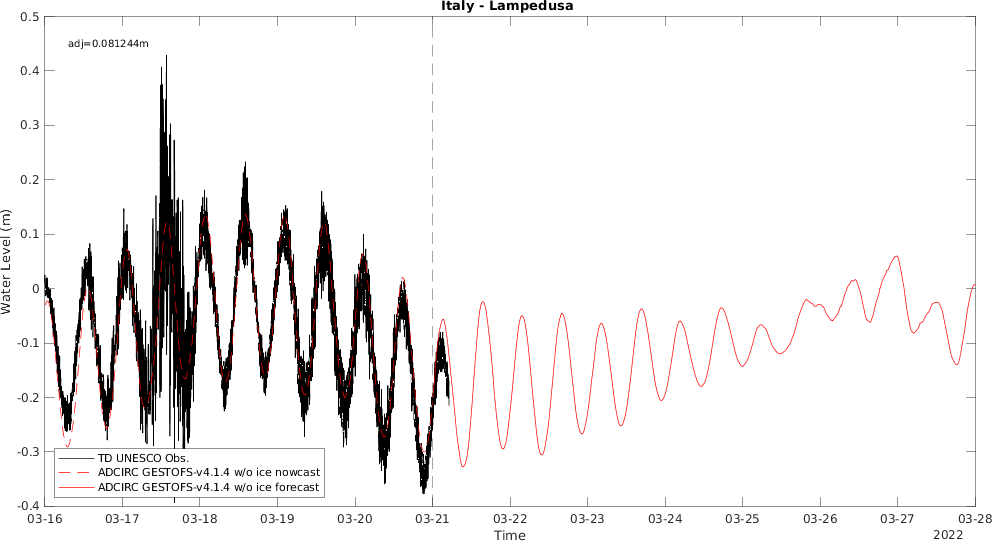 Italy - Lampedusa
adj=0.081244m
0.5
0.4
0.3
0.2
0.1
0
-0.1
-0.2
-0.3
-0.4
Water Level (m)
TD UNESCO Obs.
ADCIRC GESTOFS-v4.1.4 w/o ice nowcast
ADCIRC GESTOFS-v4.1.4 w/o ice forecast
03-16 03-17 03-18 03-19 03-20 03-21 03-22 03-23 03-24 03-25 03-26 03-27 03-28
Time
2022